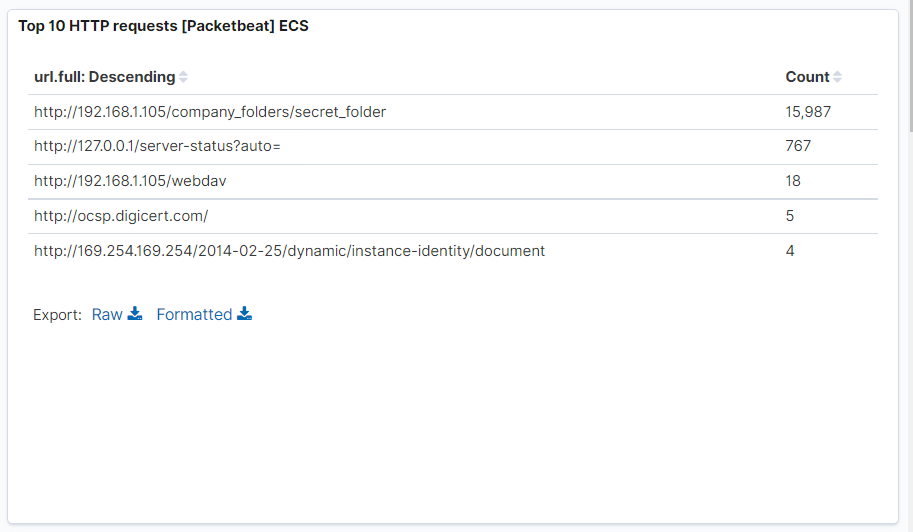 Top 10 HTTP requests [Packetbeat] ECS
url.full: Descending Count
http://192.168.1.105/company_folders/secret_folder 15,987
http://127.0.0.1/server-status?auto= 767
http://192.168.1.105/webdav 18
http://ocsp.digicert.com/ 5
http://169.254.169.254/2014-02-25/dynamic/instance-identity/document 4
Export: Raw Formatted